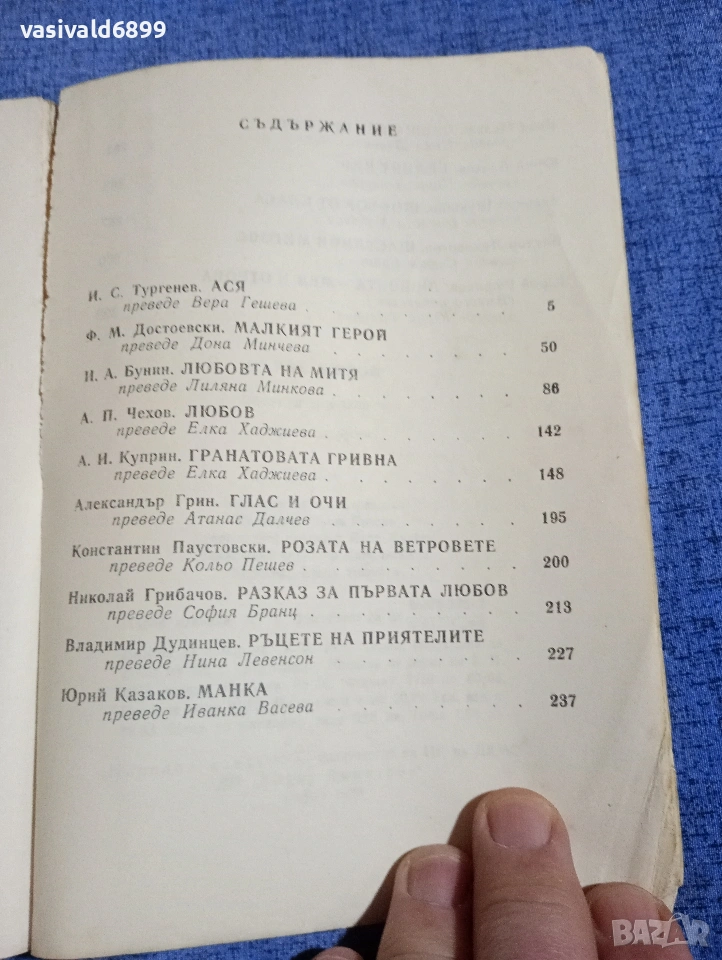 vasivald6899
СЪДЪРЖАНИЕ
И. С. Тургенев. АСЯ
преведе Вера Гешева . . . . . . . 5
Ф. М. Достоевски. МАЛКИЯТ ГЕРОЙ
преведе Дона Минчева . . . . . . . 50
И. А. Бунин. ЛЮБОВТА НА МИТЯ
преведе Лиляна Минкова . . . . . . . 86
А. П. Чехов. ЛЮБОВ
преведе Елка Хаджиева . . . . . . . 142
А. И. Куприн. ГРАНАТОВАТА ГРИВНА
преведе Елка Хаджиева . . . . . . . 148
Александър Грин. ГЛАС И ОЧИ
преведе Атанас Далчев . . . . . . . 195
Константин Паустовски. РОЗАТА НА ВЕТРОВЕТЕ
преведе Кольо Пешев . . . . . . . 200
Николай Грибачов. РАЗКАЗ ЗА ПЪРВАТА ЛЮБОВ
преведе София Бранц . . . . . . . 213
Владимир Дудинцев. РЪЦЕТЕ НА ПРИЯТЕЛИТЕ
преведе Нина Левенсон . . . . . . . 227
Юрий Казаков. МАНКА
преведе Иванка Васева . . . . . . . 237
BAZAR